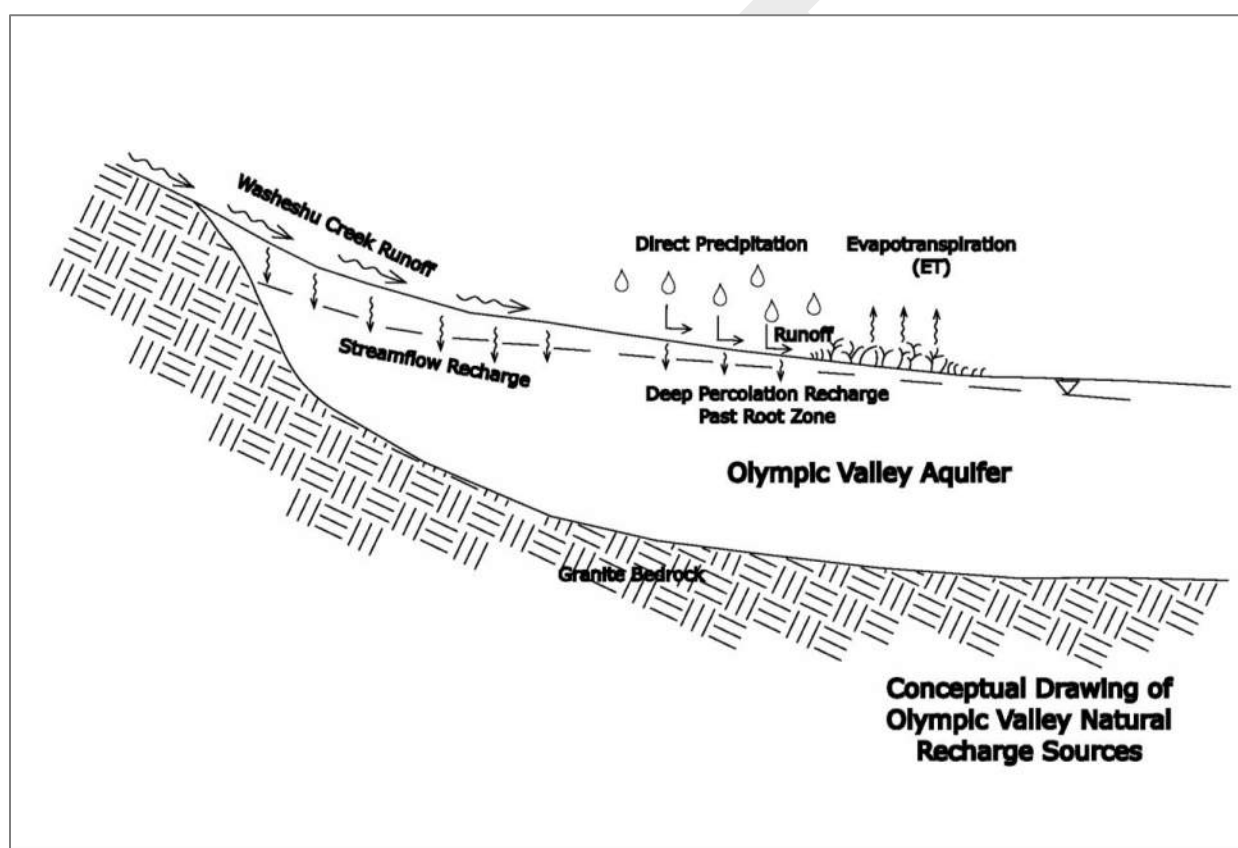 Washeshu Creek Runoff
Direct Precipitation
Evapotranspiration
(ET)
Runoff
Streamflow Recharge
Deep Percolation Recharge
Past Root Zone
Olympic Valley Aquifer
Granite Bedrock
Conceptual Drawing of
Olympic Valley Natural
Recharge Sources